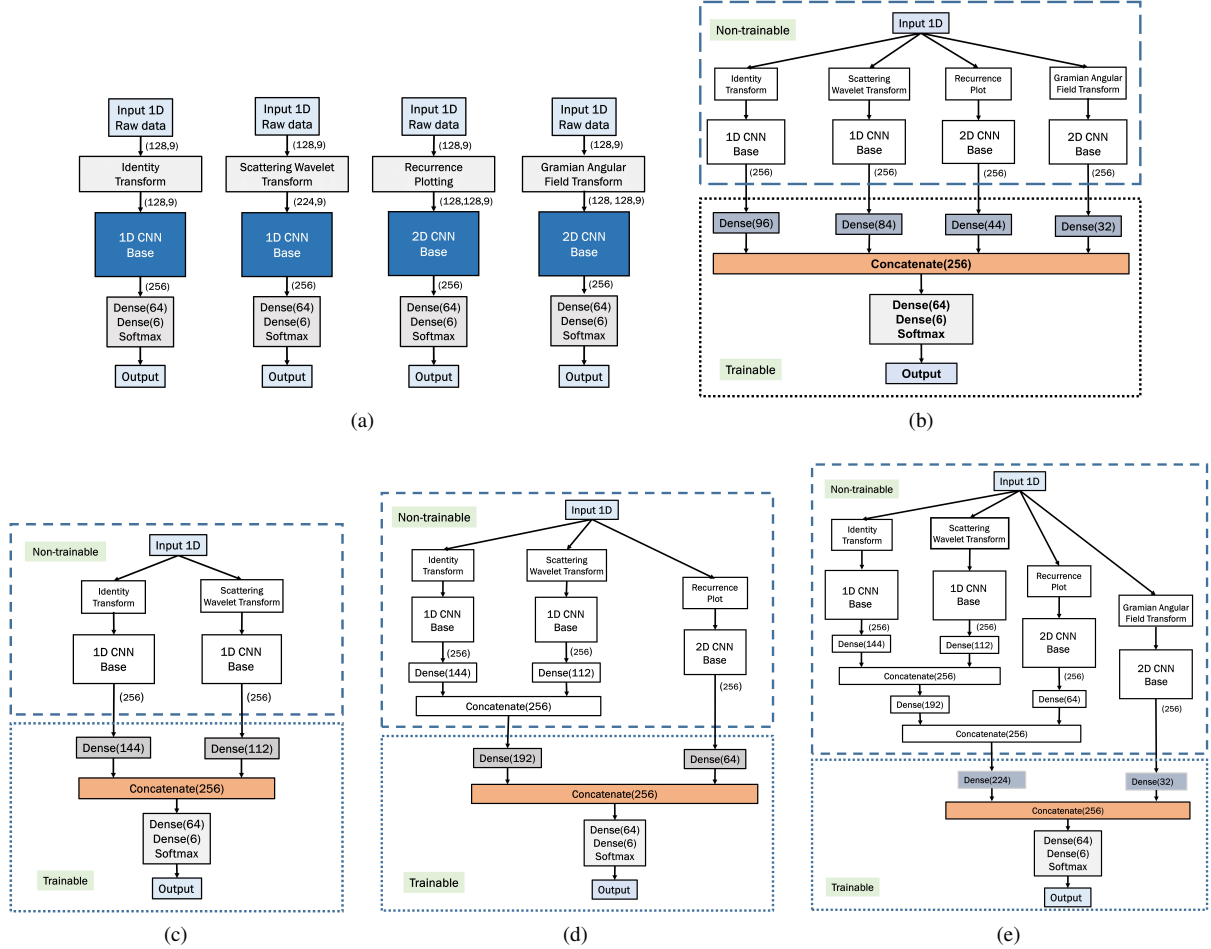 Input 1D
Raw data
(128,9)
Identity
Transform
(128,9)
1D CNN
Base
(256)
Dense(64)
Dense(6)
Softmax
Output
Input 1D
Raw data
(128,9)
Scattering Wavelet
Transform
(224,9)
1D CNN
Base
(256)
Dense(64)
Dense(6)
Softmax
Output
Input 1D
Raw data
(128,9)
Recurrence
Plotting
(128,128,9)
2D CNN
Base
(256)
Dense(64)
Dense(6)
Softmax
Output
Input 1D
Raw data
(128,9)
Gramian Angular
Field Transform
(128, 128,9)
2D CNN
Base
(256)
Dense(64)
Dense(6)
Softmax
Output
(a)
Non-trainable
Input 1D
Identity
Transform
Scattering
Wavelet Transform
Recurrence
Plot
Gramian Angular
Field Transform
1D CNN
Base
1D CNN
Base
2D CNN
Base
2D CNN
Base
(256)
(256)
(256)
(256)
Dense(96)
Dense(84)
Dense(44)
Dense(32)
Concatenate(256)
Dense(64)
Dense(6)
Softmax
Trainable
Output
(b)
Non-trainable
Input 1D
Identity
Transform
Scattering
Wavelet Transform
1D CNN
Base
1D CNN
Base
(256)
(256)
Dense(144)
Dense(112)
Concatenate(256)
Dense(64)
Dense(6)
Softmax
Trainable
Output
(c)
Non-trainable
Input 1D
Identity
Transform
Scattering
Wavelet Transform
Recurrence
Plot
1D CNN
Base
1D CNN
Base
2D CNN
Base
(256)
(256)
(256)
Dense(144)
Dense(112)
Concatenate(256)
Dense(192)
Dense(64)
Concatenate(256)
Dense(64)
Dense(6)
Softmax
Trainable
Output
(d)
Non-trainable
Input 1D
Identity
Transform
Scattering
Wavelet Transform
Recurrence
Plot
Gramian Angular
Field Transform
1D CNN
Base
1D CNN
Base
2D CNN
Base
2D CNN
Base
(256)
(256)
(256)
(256)
Dense(144)
Dense(112)
Concatenate(256)
Dense(192)
Dense(64)
Concatenate(256)
Dense(224)
Dense(32)
Concatenate(256)
Dense(64)
Dense(6)
Softmax
Trainable
Output
(e)